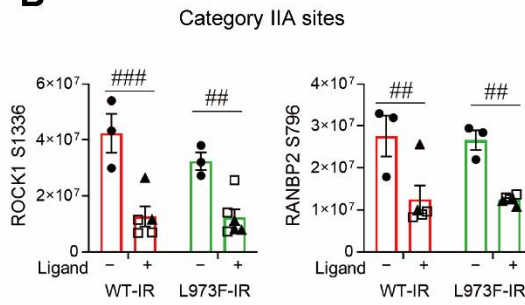 B
Category IIA sites
ROCK1 S1336
6×10⁷
4×10⁷
2×10⁷
0
###
##
Ligand − + − +
WT-IR L973F-IR
RANBP2 S796
4×10⁷
3×10⁷
2×10⁷
1×10⁷
0
##
##
Ligand − + − +
WT-IR L973F-IR